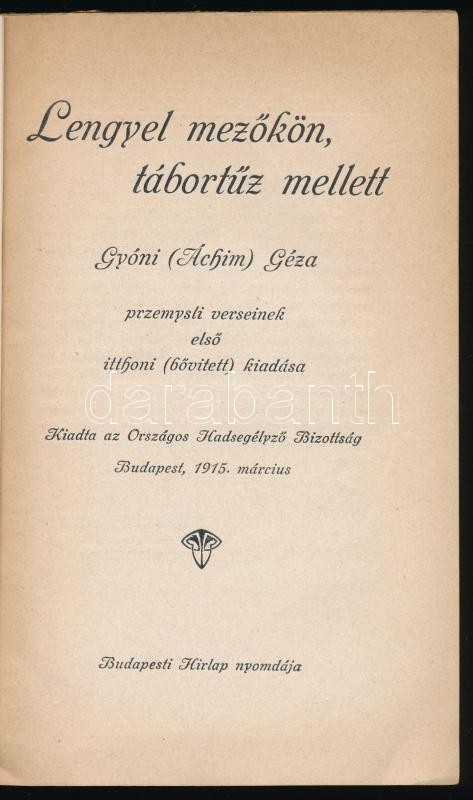 Lengyel mezőkön,
tábortűz mellett
Gyóni (Áchim) Géza
przemysli verseinek
első
itthoni (bővitett) kiadása
darabanth
Kiadta az Országos Hadsegélyző Bizottság
Budapest, 1915. március
Budapesti Hirlap nyomdája